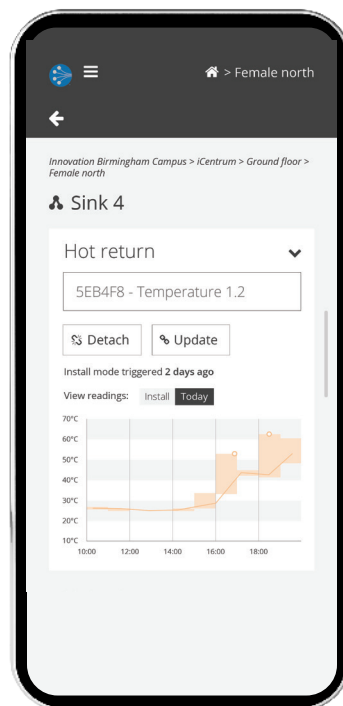 > Female north
Innovation Birmingham Campus > iCentrum > Ground floor >
Female north
Sink 4
Hot return
5EB4F8 - Temperature 1.2
Detach
Update
Install mode triggered 2 days ago
View readings: Install Today
70°C
60°C
50°C
40°C
30°C
20°C
10°C
10:00 12:00 14:00 16:00 18:00